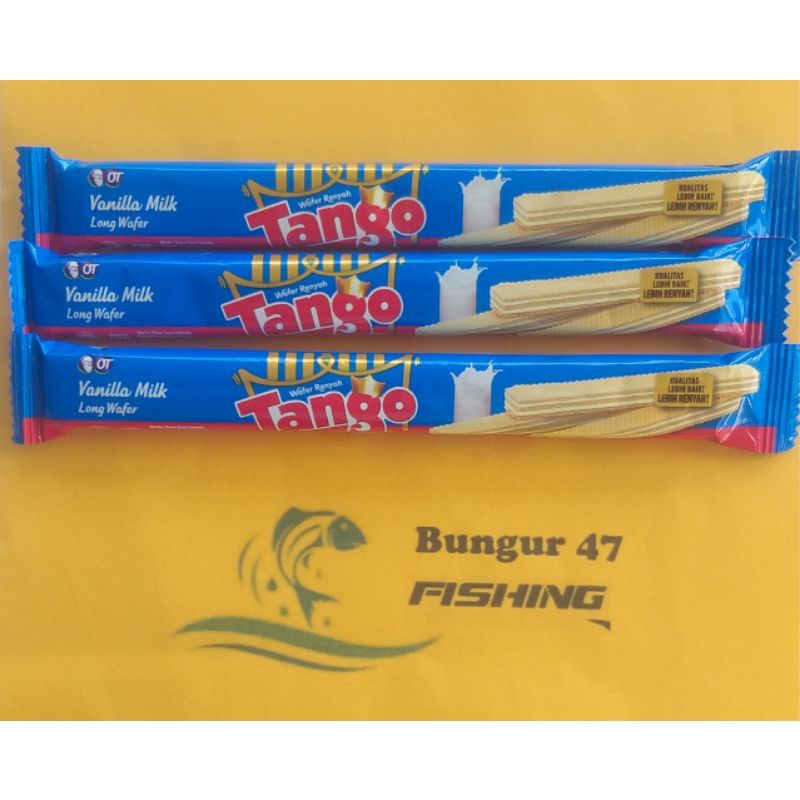 OT
Vanilla Milk
Long Wafer
Wafer Renyah
Tango
KUALITAS
LEBIH BAIK!
LEBIH RENYAH!
OT
Vanilla Milk
Long Wafer
Wafer Renyah
Tango
KUALITAS
LEBIH BAIK!
LEBIH RENYAH!
OT
Vanilla Milk
Long Wafer
Wafer Renyah
Tango
KUALITAS
LEBIH BAIK!
LEBIH RENYAH!
Bungur 47
FISHING